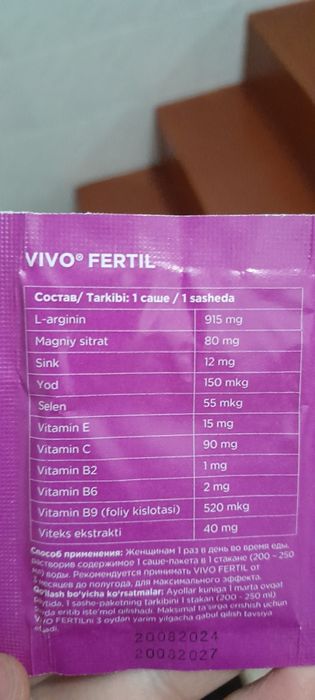 VIVO® FERTIL
Состав/ Tarkibi: 1 саше / 1 sasheda
L-arginin 915 mg
Magniy sitrat 80 mg
Sink 12 mg
Yod 150 mkg
Selen 55 mkg
Vitamin E 15 mg
Vitamin C 90 mg
Vitamin B2 1 mg
Vitamin B6 2 mg
Vitamin B9 (foliy kislotasi) 520 mkg
Viteks ekstrakti 40 mg
Способ применения: Женщинам 1 раз в день во время еды,
растворив содержимое 1 саше-пакета в 1 стакане (200 - 250
мл) воды. Рекомендуется принимать VIVO FERTIL от
3 месяцев до полугода, для максимального эффекта.
Qo'llash bo'yicha ko'rsatmalar: Ayollar kuniga 1 marta ovqat
paytida, 1 sashe-paketning tarkibini 1 stakan (200 - 250 ml)
suvda eritib iste'mol qilishadi. Maksimal ta'sirga erishish uchun
VIVO FERTILni 3 oydan yarim yilgacha qabul qilish tavsiya
etiladi.
20082024
20082027